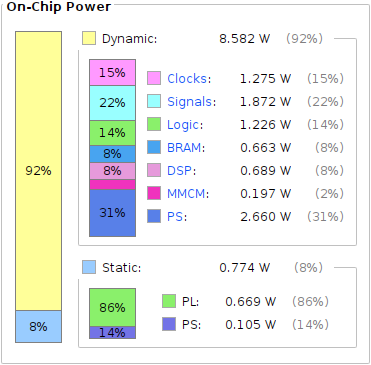 On-Chip Power
Dynamic: 8.582 W (92%)
92%
8%
15%
22%
14%
8%
8%
31%
Clocks: 1.275 W (15%)
Signals: 1.872 W (22%)
Logic: 1.226 W (14%)
BRAM: 0.663 W (8%)
DSP: 0.689 W (8%)
MMCM: 0.197 W (2%)
PS: 2.660 W (31%)
Static: 0.774 W (8%)
86%
14%
PL: 0.669 W (86%)
PS: 0.105 W (14%)